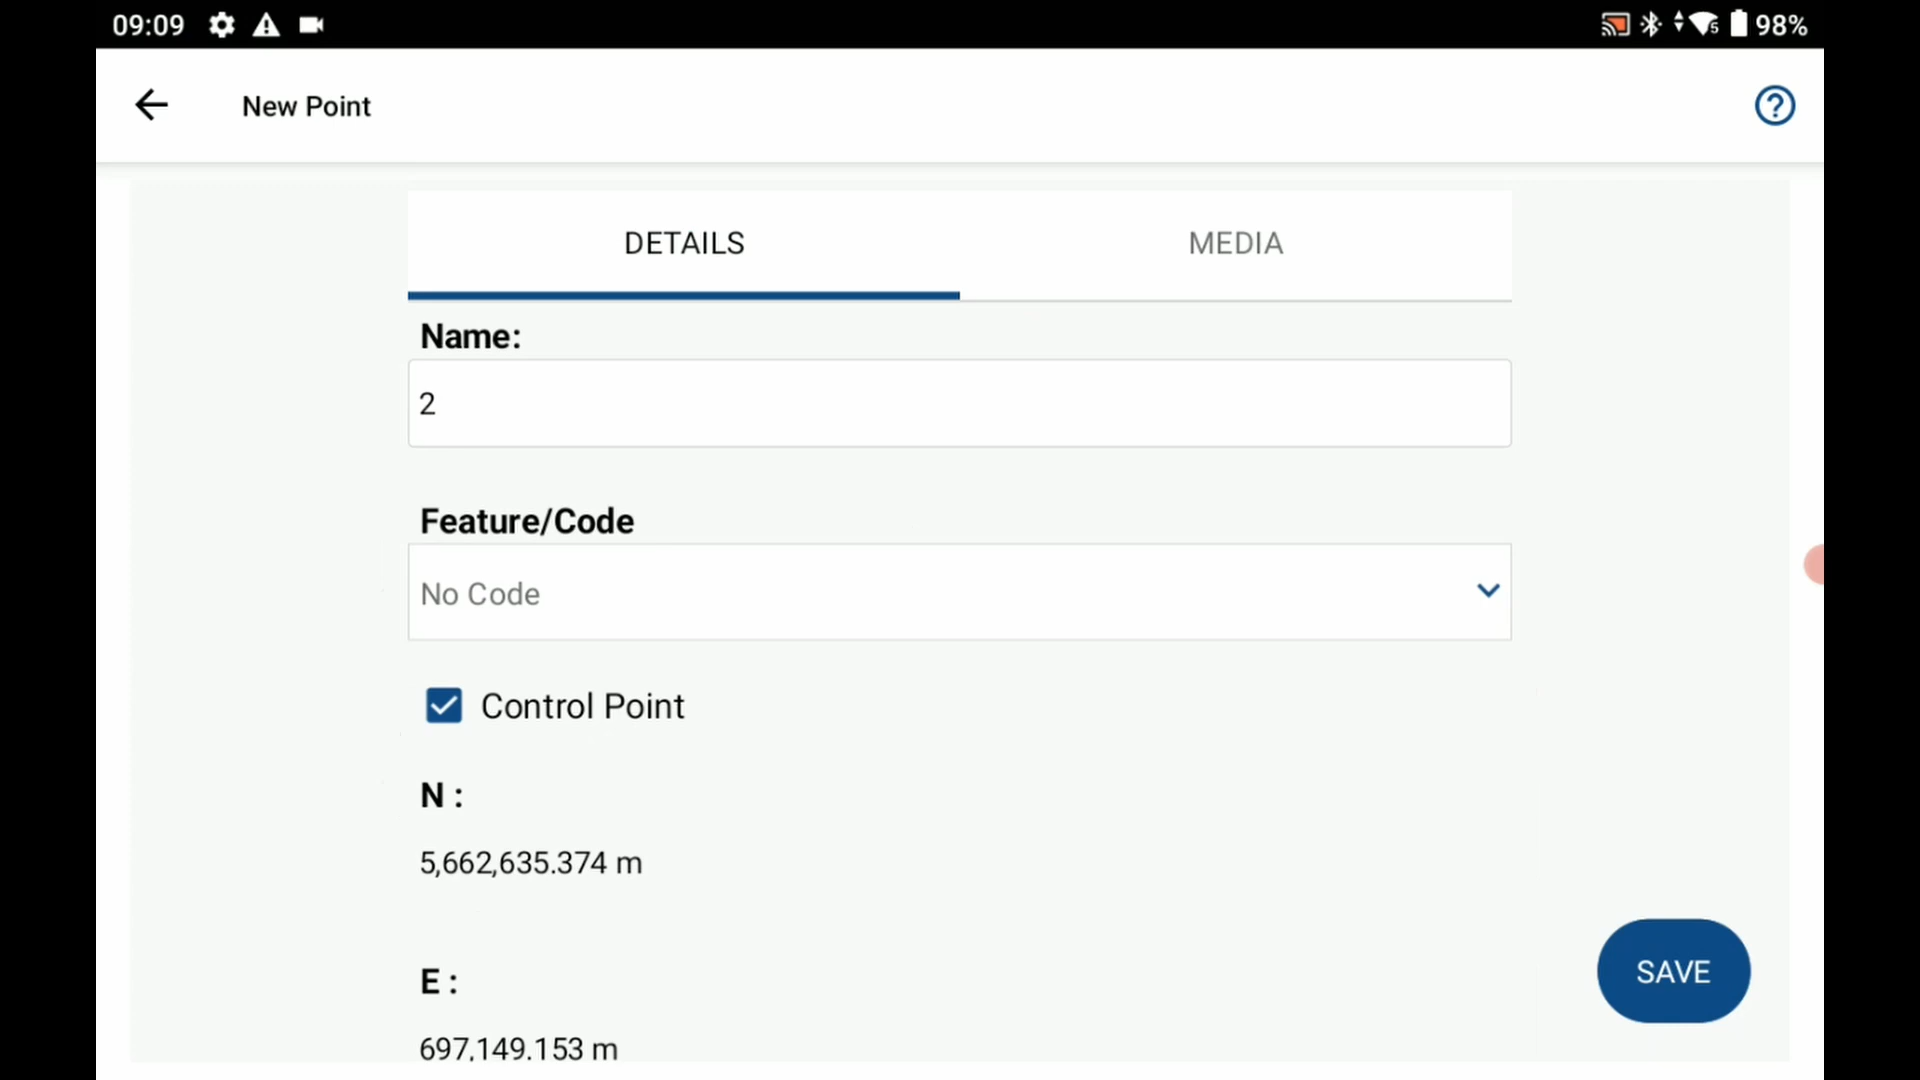 09:09
5
98%
New Point
DETAILS
MEDIA
Name:
2
Feature/Code
No Code
Control Point
N :
5,662,635.374 m
E :
697,149.153 m
SAVE